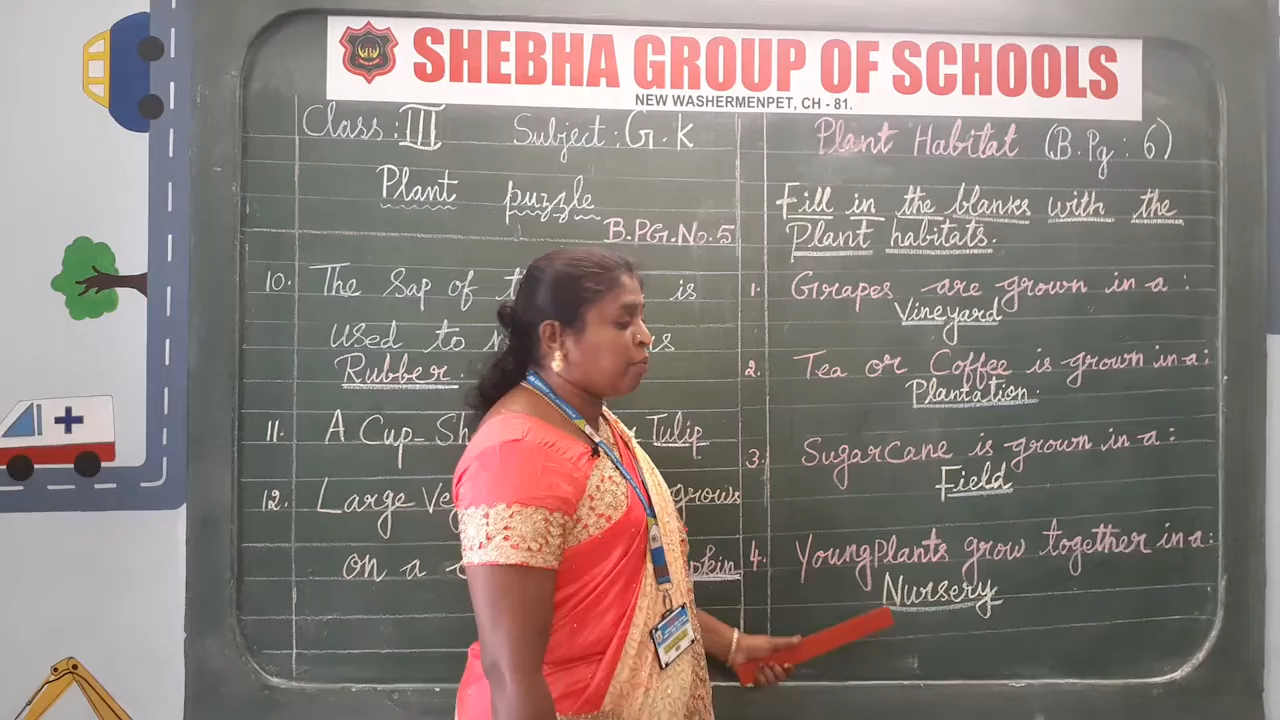 SHEBHA GROUP OF SCHOOLS
NEW WASHERMENPET, CH - 81.
Class : III Subject : G.K
Plant puzzle
B.PG.No.5
10. The Sap of is
used to
Rubber.
11. A Cup- Tulip
12. Large grows
on a
Plant Habitat (B.Pg : 6)
Fill in the blanks with the
Plant habitats.
1. Grapes are grown in a :
Vineyard
2. Tea or Coffee is grown in a :
Plantation.
3. Sugarcane is grown in a :
Field
4. Young Plants grow together in a :
Nursery